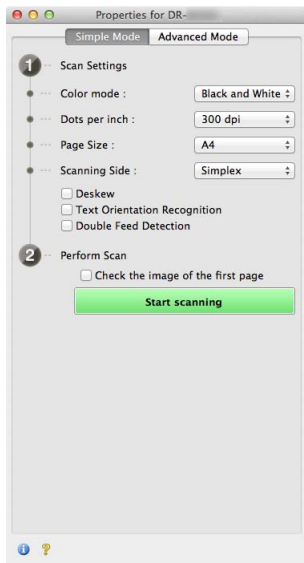 Properties for DR-
Simple Mode Advanced Mode
1 Scan Settings
Color mode : Black and White
Dots per inch : 300 dpi
Page Size : A4
Scanning Side : Simplex
Deskew
Text Orientation Recognition
Double Feed Detection
2 Perform Scan
Check the image of the first page
Start scanning
i ?